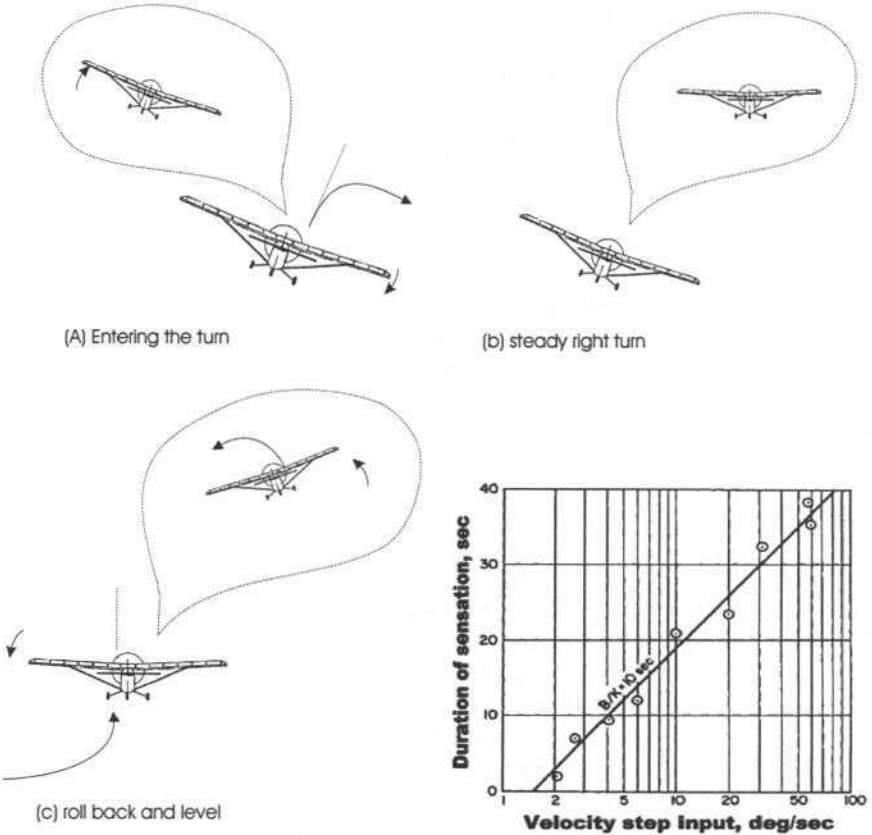 (A) Entering the turn
(b) steady right turn
(c) roll back and level
Duration of sensation, sec
40
30
20
10
0
B/K=10 sec
1 2 5 10 20 50 100
Velocity step input, deg/sec